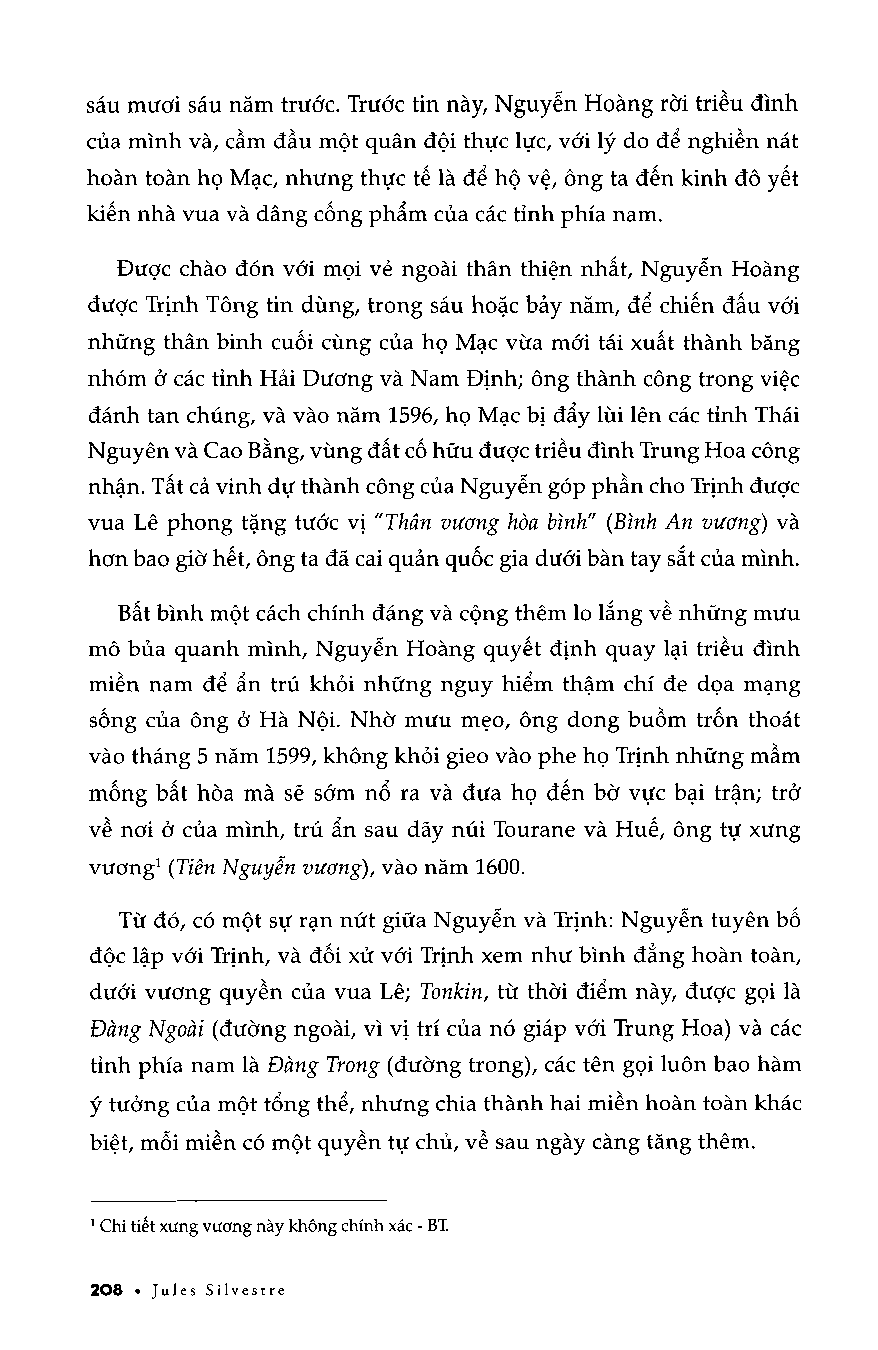 sáu mươi sáu năm trước. Trước tin này, Nguyễn Hoàng rời triều đình
của mình và, cầm đầu một quân đội thực lực, với lý do để nghiền nát
hoàn toàn họ Mạc, nhưng thực tế là để hộ vệ, ông ta đến kinh đô yết
kiến nhà vua và dâng cống phẩm của các tỉnh phía nam.
Được chào đón với mọi vẻ ngoài thân thiện nhất, Nguyễn Hoàng
được Trịnh Tông tin dùng, trong sáu hoặc bảy năm, để chiến đấu với
những thân binh cuối cùng của họ Mạc vừa mới tái xuất thành băng
nhóm ở các tỉnh Hải Dương và Nam Định; ông thành công trong việc
đánh tan chúng, và vào năm 1596, họ Mạc bị đẩy lùi lên các tỉnh Thái
Nguyên và Cao Bằng, vùng đất cố hữu được triều đình Trung Hoa công
nhận. Tất cả vinh dự thành công của Nguyễn góp phần cho Trịnh được
vua Lê phong tặng tước vị "Thân vương hòa bình" (Bình An vương) và
hơn bao giờ hết, ông ta đã cai quản quốc gia dưới bàn tay sắt của mình.
Bất bình một cách chính đáng và cộng thêm lo lắng về những mưu
mô bủa quanh mình, Nguyễn Hoàng quyết định quay lại triều đình
miền nam để ẩn trú khỏi những nguy hiểm thậm chí đe dọa mạng
sống của ông ở Hà Nội. Nhờ mưu mẹo, ông dong buồm trốn thoát
vào tháng 5 năm 1599, không khỏi gieo vào phe họ Trịnh những mầm
mống bất hòa mà sẽ sớm nổ ra và đưa họ đến bờ vực bại trận; trở
về nơi ở của mình, trú ẩn sau dãy núi Tourane và Huế, ông tự xưng
vương¹ (Tiên Nguyễn vương), vào năm 1600.
Từ đó, có một sự rạn nứt giữa Nguyễn và Trịnh: Nguyễn tuyên bố
độc lập với Trịnh, và đối xử với Trịnh xem như bình đẳng hoàn toàn,
dưới vương quyền của vua Lê; Tonkin, từ thời điểm này, được gọi là
Đàng Ngoài (đường ngoài, vì vị trí của nó giáp với Trung Hoa) và các
tỉnh phía nam là Đàng Trong (đường trong), các tên gọi luôn bao hàm
ý tưởng của một tổng thể, nhưng chia thành hai miền hoàn toàn khác
biệt, mỗi miền có một quyền tự chủ, về sau ngày càng tăng thêm.
¹ Chi tiết xưng vương này không chính xác - BT.
208 • Jules Silvestre